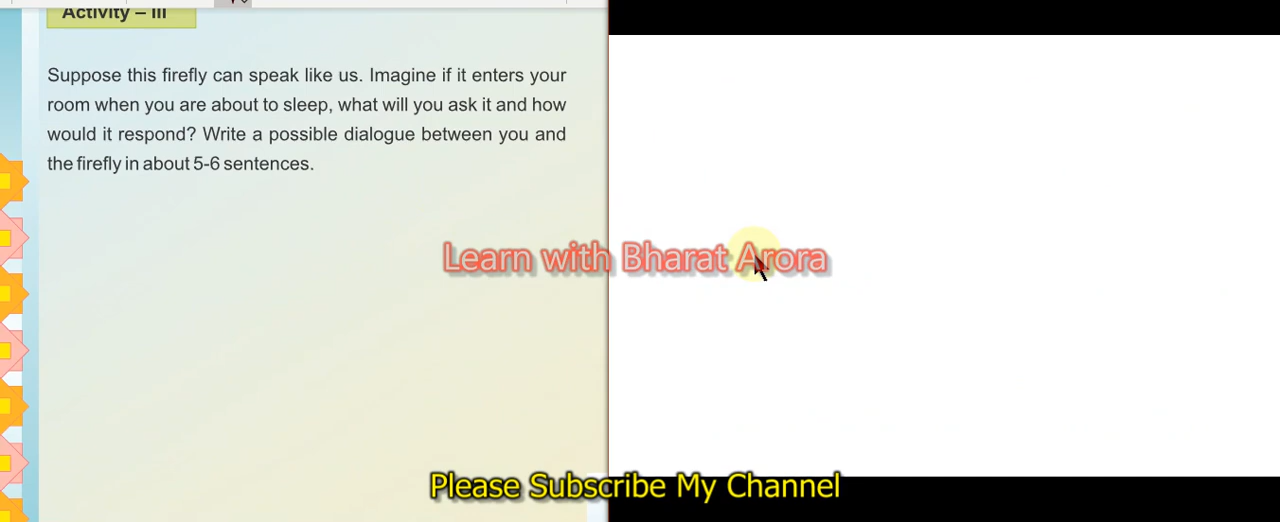 Activity – III
Suppose this firefly can speak like us. Imagine if it enters your
room when you are about to sleep, what will you ask it and how
would it respond? Write a possible dialogue between you and
the firefly in about 5-6 sentences.
Learn with Bharat Arora
Please Subscribe My Channel